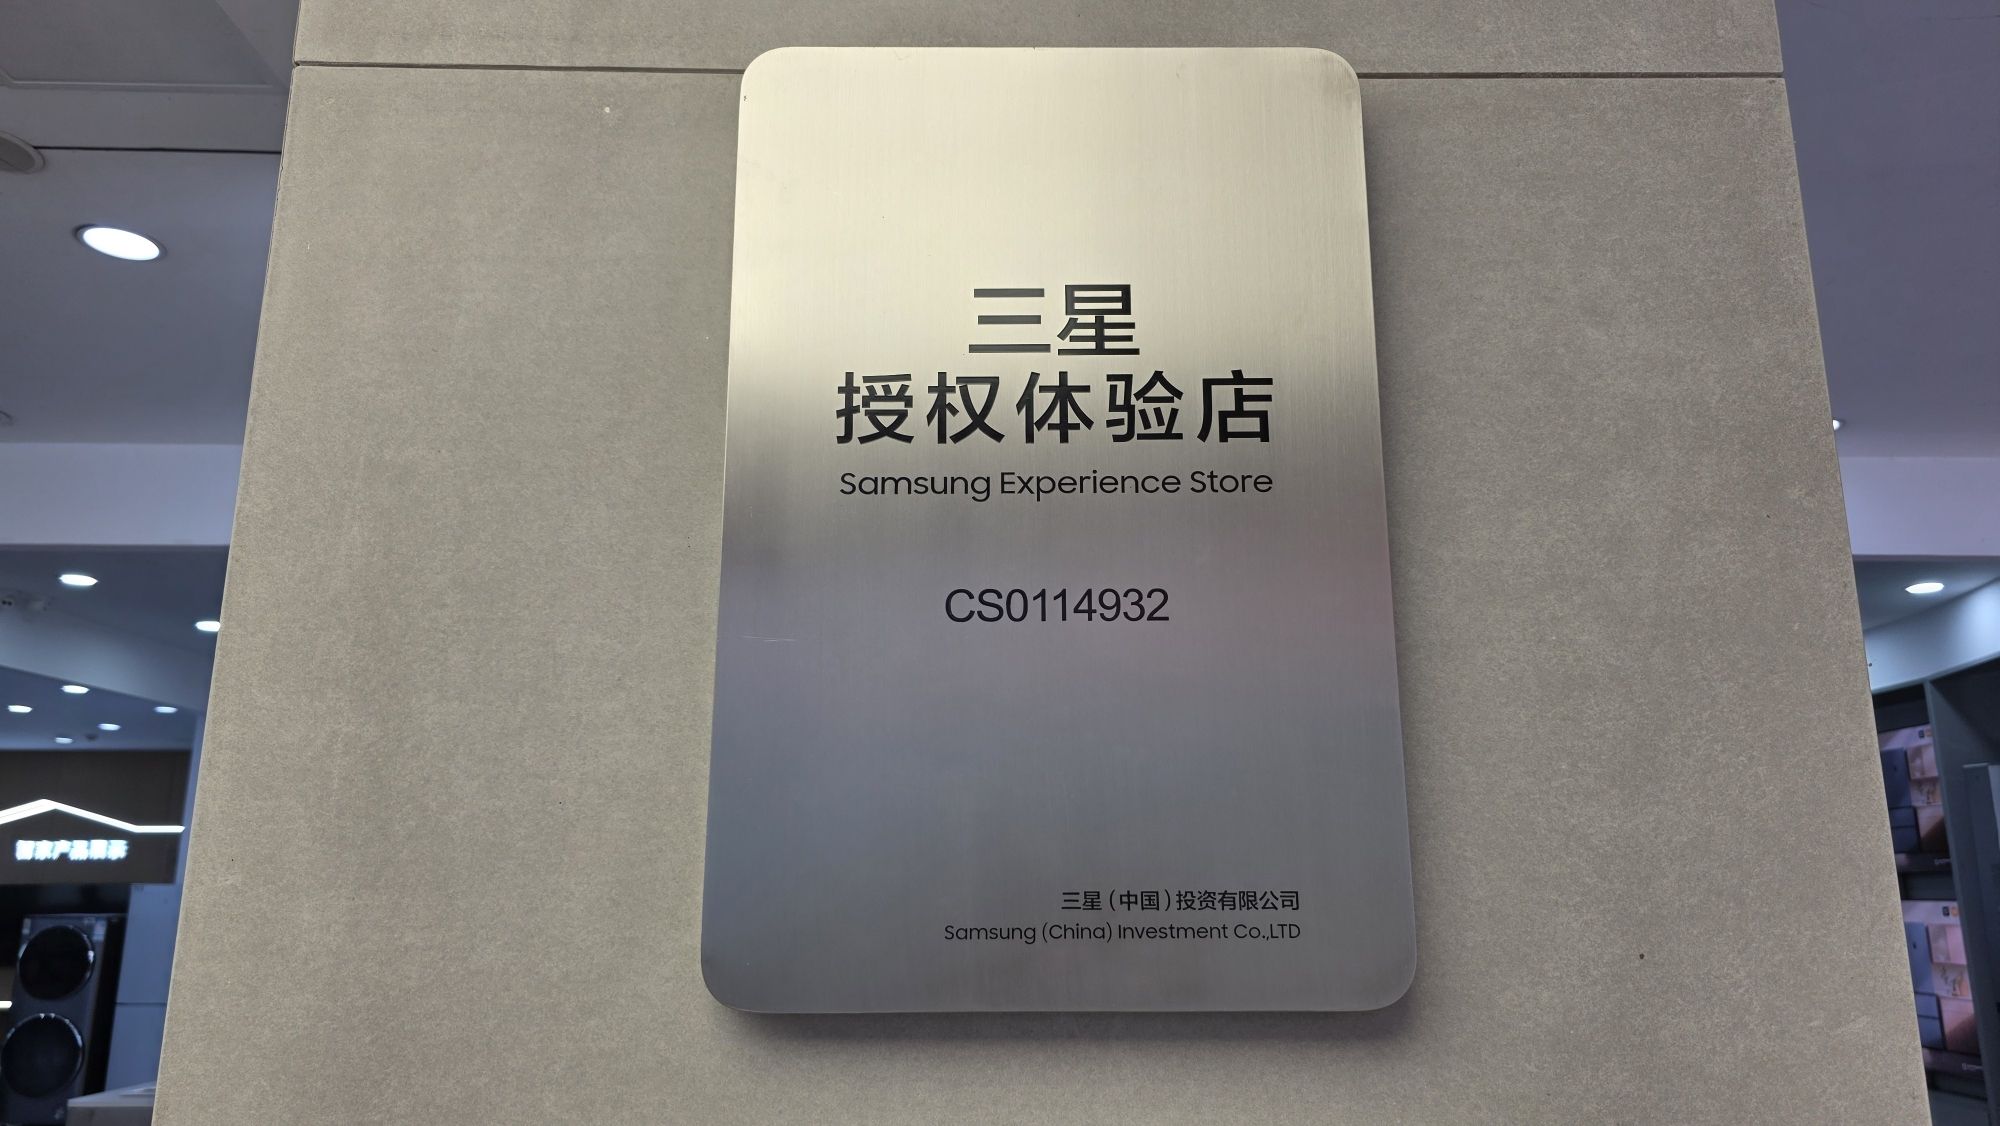 三星
授权体验店
Samsung Experience Store
CS0114932
三星（中国）投资有限公司
Samsung (China) Investment Co.,LTD